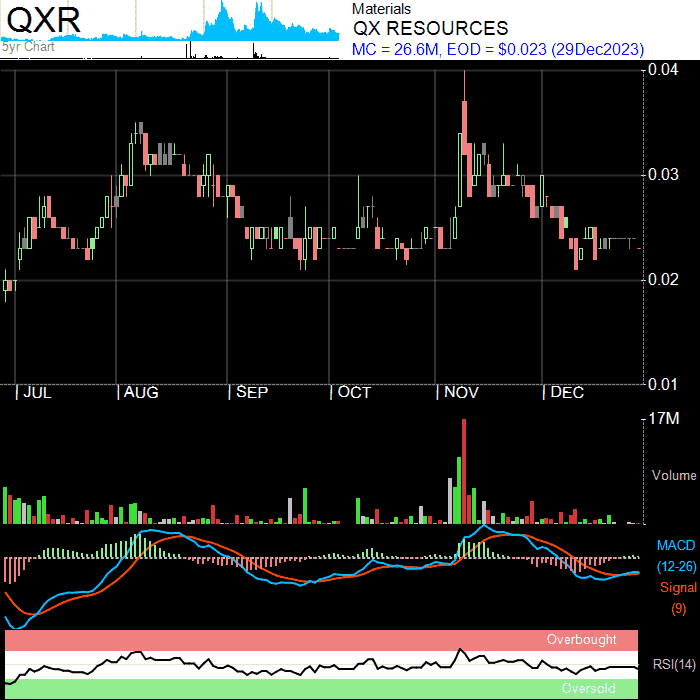 QXR
5yr Chart
Materials
QX RESOURCES
MC = 26.6M, EOD = $0.023 (29Dec2023)
0.04
0.03
0.02
0.01
JUL AUG SEP OCT NOV DEC
17M
Volume
MACD
(12-26)
Signal
(9)
Overbought
RSI(14)
Oversold